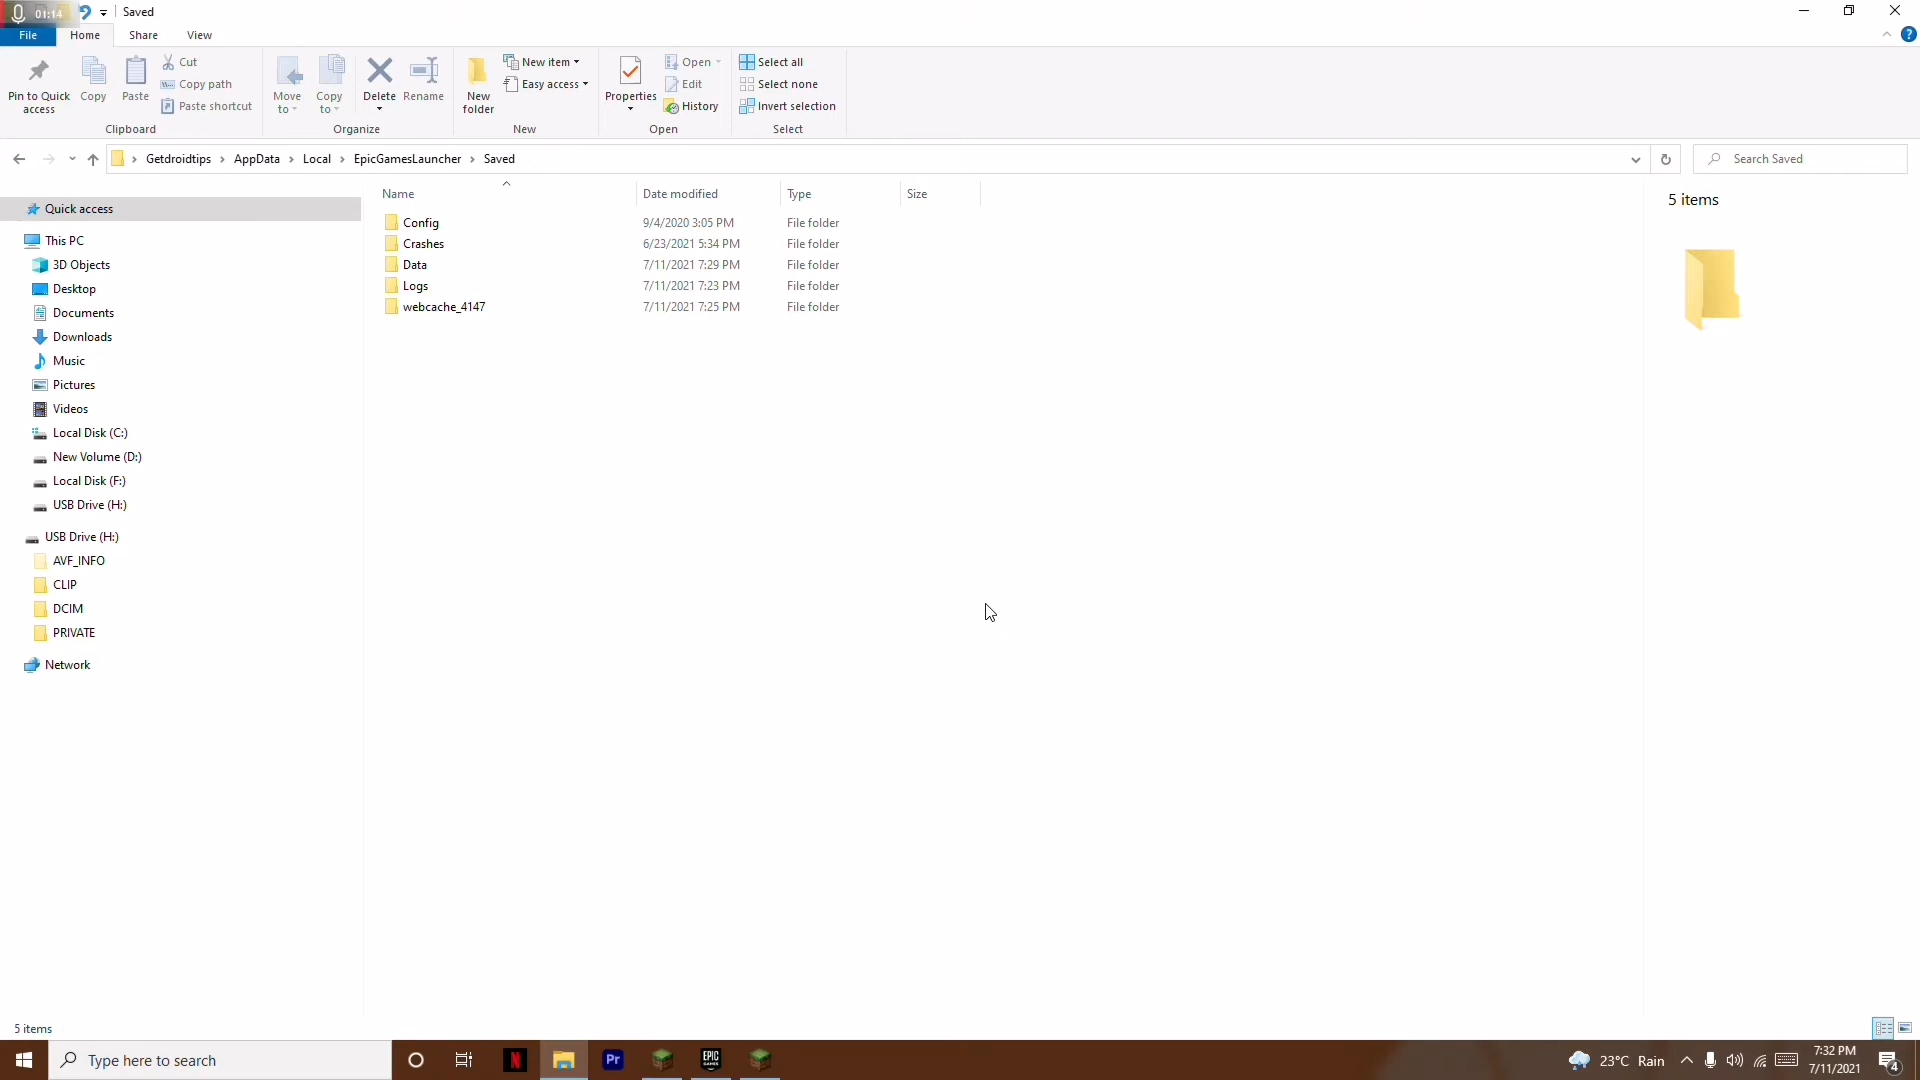 01:14 Saved
File Home Share View
Pin to Quick access
Copy
Paste
Cut
Copy path
Paste shortcut
Clipboard
Move to
Copy to
Delete
Rename
Organize
New folder
New item
Easy access
New
Properties
Open
Edit
History
Open
Select all
Select none
Invert selection
Select
Getdroidtips > AppData > Local > EpicGamesLauncher > Saved
Search Saved
Name Date modified Type Size
Config 9/4/2020 3:05 PM File folder
Crashes 6/23/2021 5:34 PM File folder
Data 7/11/2021 7:29 PM File folder
Logs 7/11/2021 7:23 PM File folder
webcache_4147 7/11/2021 7:25 PM File folder
5 items
Quick access
This PC
3D Objects
Desktop
Documents
Downloads
Music
Pictures
Videos
Local Disk (C:)
New Volume (D:)
Local Disk (F:)
USB Drive (H:)
USB Drive (H:)
AVF_INFO
CLIP
DCIM
PRIVATE
Network
5 items
Type here to search
N
Pr
EPIC
GAMES
23°C Rain
7:32 PM
7/11/2021
4